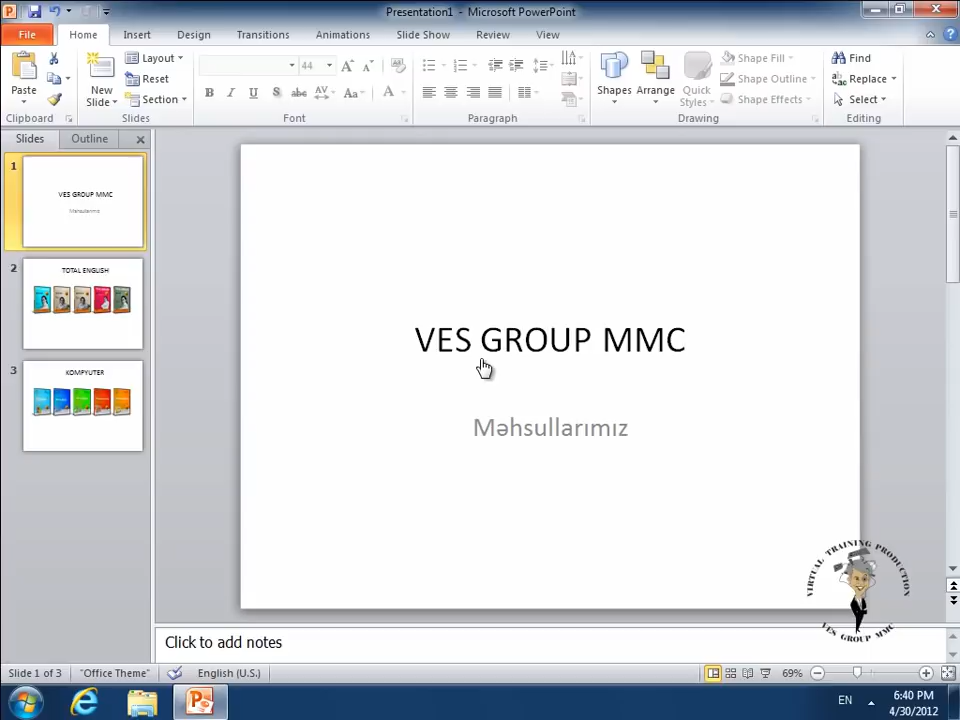 Presentation1 - Microsoft PowerPoint
File Home Insert Design Transitions Animations Slide Show Review View
Paste
Clipboard
New Slide
Layout
Reset
Section
Slides
44
B I U S abc AV Aa A
Font
Paragraph
Shapes
Arrange
Quick Styles
Shape Fill
Shape Outline
Shape Effects
Drawing
Find
Replace
Select
Editing
Slides Outline
1
VES GROUP MMC
Məhsullarımız
2
TOTAL ENGLISH
3
KOMPYUTER
VES GROUP MMC
Məhsullarımız
VIRTUAL TRAINING PRODUCTION
VES GROUP MMC
Click to add notes
Slide 1 of 3 "Office Theme" English (U.S.) 69%
EN
6:40 PM
4/30/2012